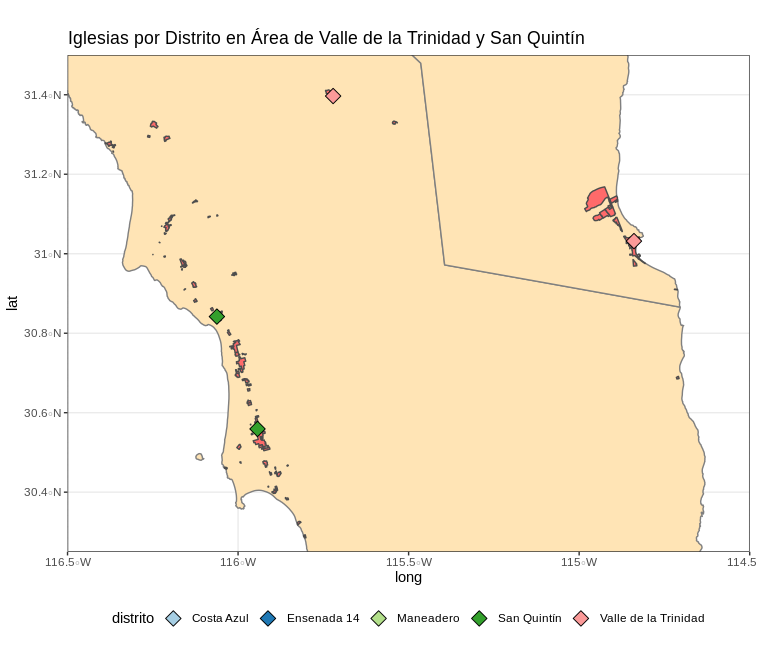 Iglesias por Distrito en Área de Valle de la Trinidad y San Quintín
31.4◦N
31.2◦N
31◦N
30.8◦N
30.6◦N
30.4◦N
lat
116.5◦W
116◦W
115.5◦W
115◦W
114.5
long
distrito
Costa Azul
Ensenada 14
Maneadero
San Quintín
Valle de la Trinidad